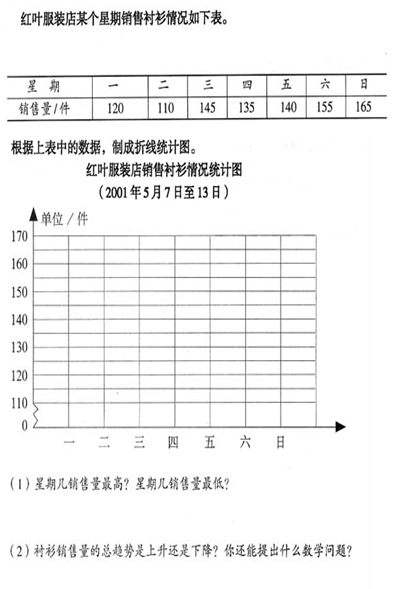 红叶服装店某个星期销售衬衫情况如下表。
星 期 一 二 三 四 五 六 日
销售量/件 120 110 145 135 140 155 165
根据上表中的数据，制成折线统计图。
红叶服装店销售衬衫情况统计图
（2001年5月7日至13日）
单位/件
170
160
150
140
130
120
110
0
一 二 三 四 五 六 日
(1)星期几销售量最高？星期几销售量最低？
(2)衬衫销售量的总趋势是上升还是下降？你还能提出什么数学问题？